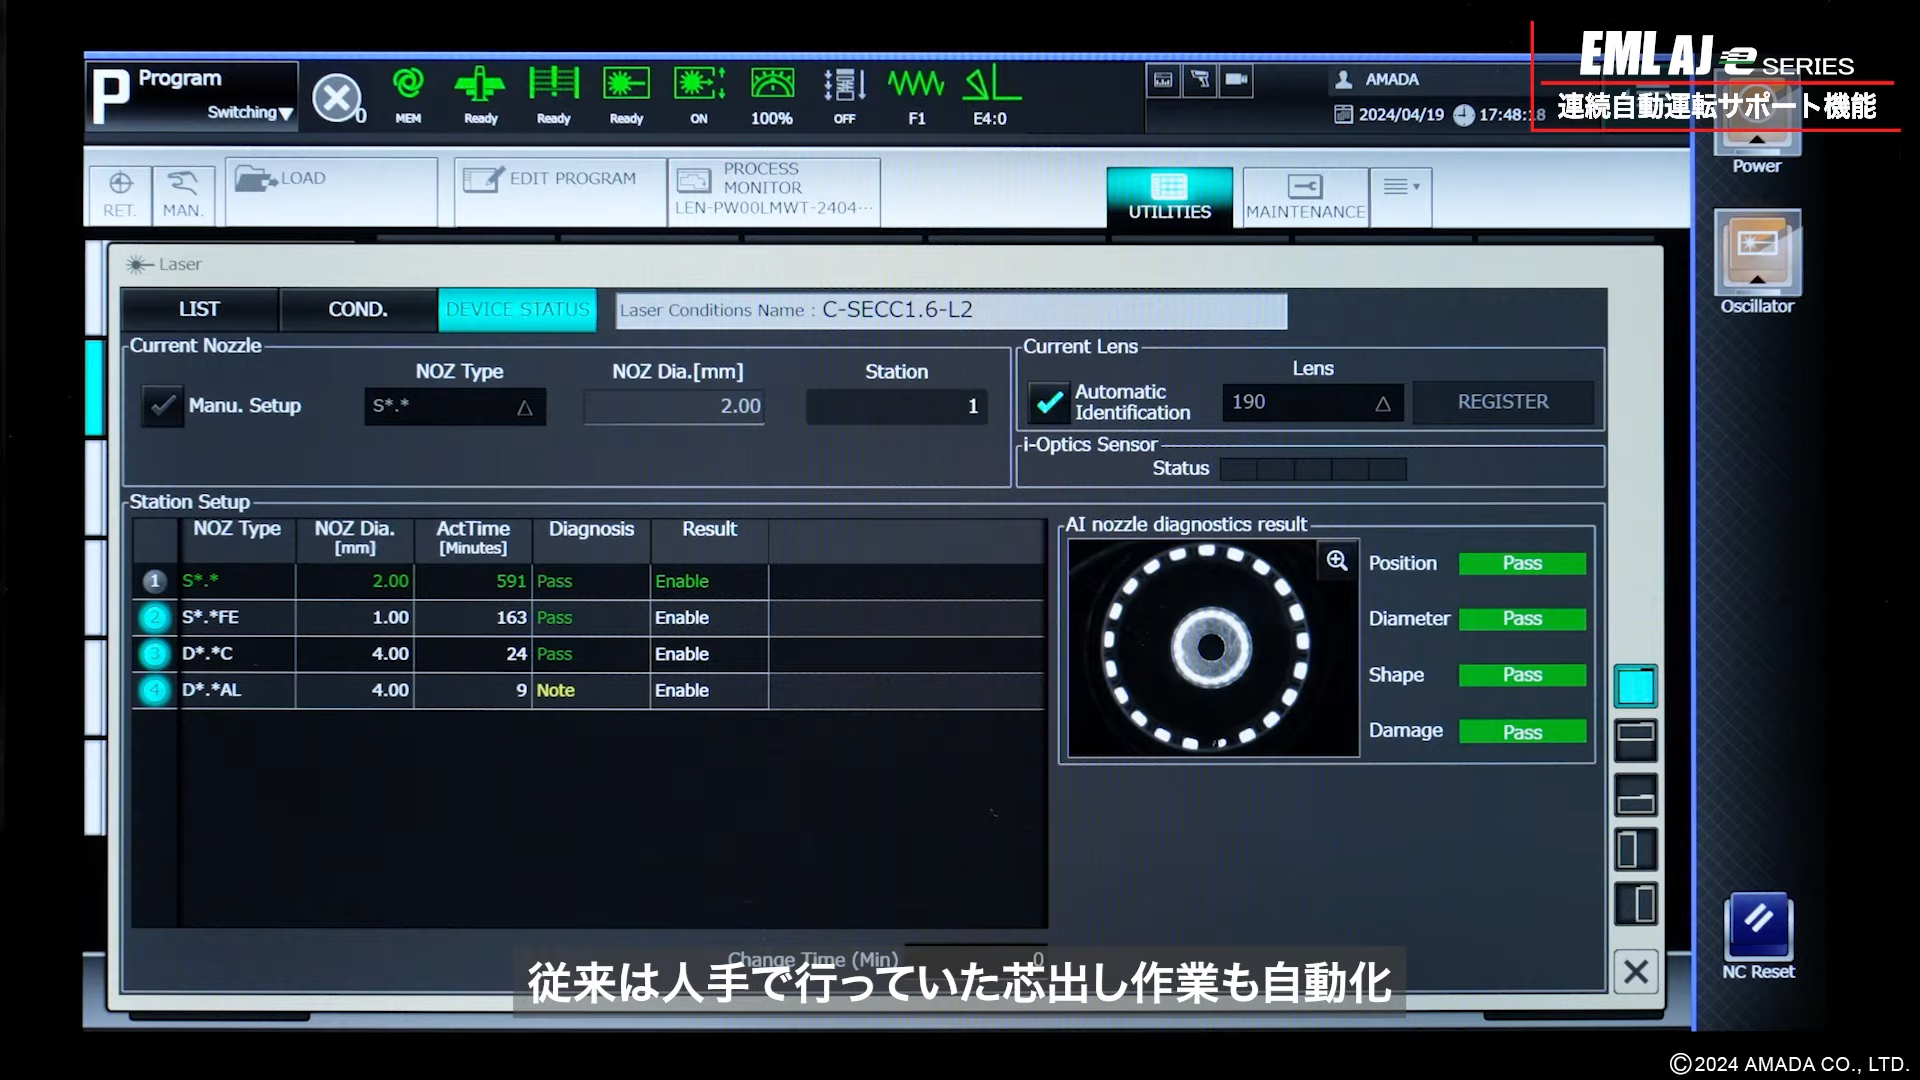 EML AJ e SERIES
連続自動運転サポート機能
P Program
Switching▼
0
MEM
Ready
Ready
Ready
ON
100%
OFF
F1
E4:0
AMADA
2024/04/19 17:48:18
Power
RET.
MAN.
LOAD
EDIT PROGRAM
PROCESS
MONITOR
LEN-PW00LMWT-2404…
UTILITIES
MAINTENANCE
Oscillator
Laser
LIST
COND.
DEVICE STATUS
Laser Conditions Name : C-SECC1.6-L2
Current Nozzle
NOZ Type
NOZ Dia.[mm]
Station
Manu. Setup
S*.*
2.00
1
Current Lens
Lens
Automatic
Identification
190
REGISTER
i-Optics Sensor
Status
Station Setup
NOZ Type
NOZ Dia.
[mm]
ActTime
[Minutes]
Diagnosis
Result
1 S*.* 2.00 591 Pass Enable
2 S*.*FE 1.00 163 Pass Enable
3 D*.*C 4.00 24 Pass Enable
4 D*.*AL 4.00 9 Note Enable
AI nozzle diagnostics result
Position Pass
Diameter Pass
Shape Pass
Damage Pass
Change Time (Min) 0
従来は人手で行っていた芯出し作業も自動化
NC Reset
©2024 AMADA CO., LTD.